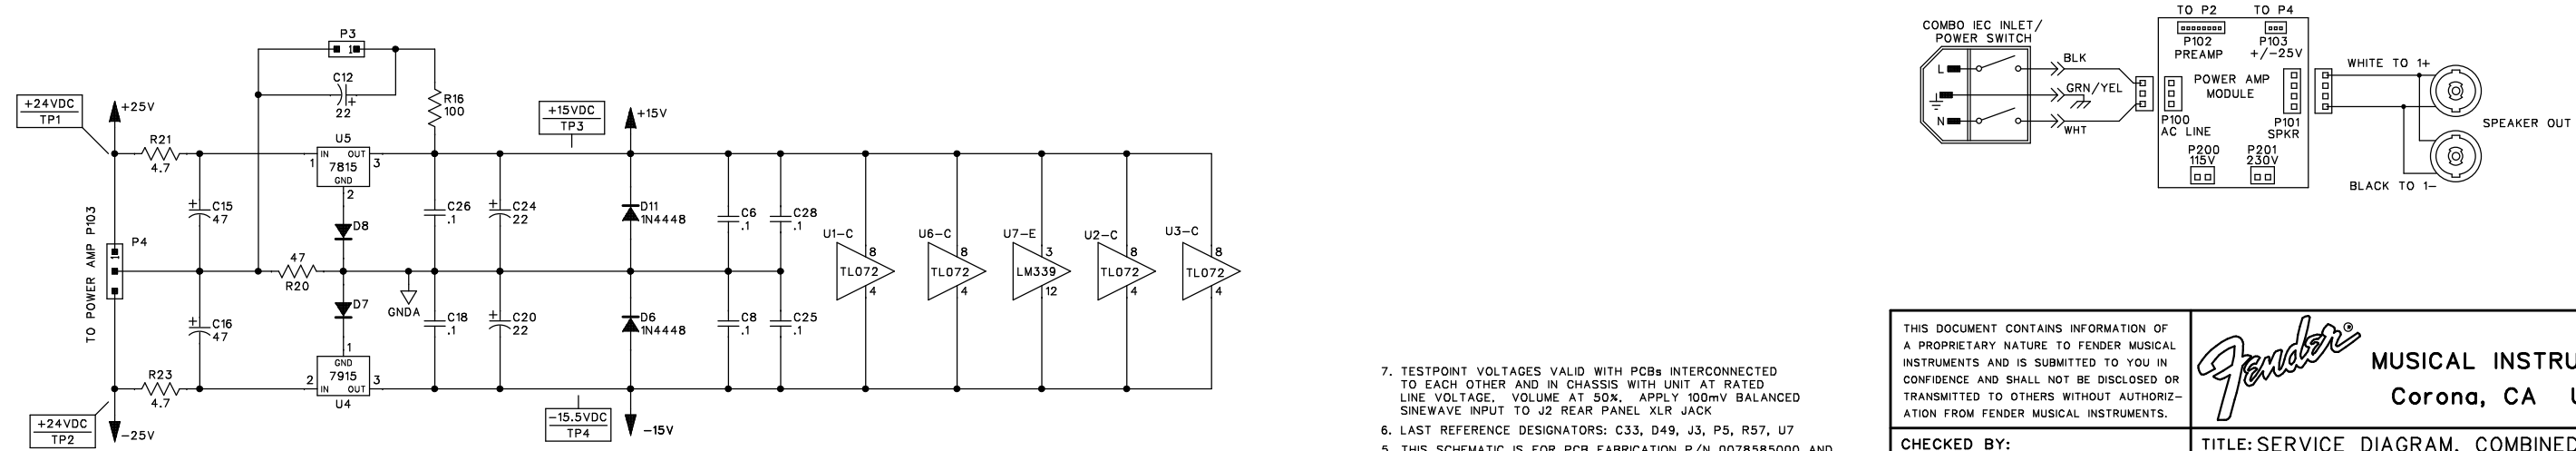 P3
1
C12
+
22
R16
100
+24VDC
TP1
+25V
R21
4.7
U5
IN OUT
7815
GND
1
3
2
+15VDC
TP3
+15V
+
C15
47
D8
C26
.1
+
C24
22
D11
1N4448
C6
.1
C28
.1
TO POWER AMP P103
P4
1
47
R20
GNDA
D7
+
C16
47
C18
.1
+
C20
22
D6
1N4448
C8
.1
C25
.1
U1-C
8
TL072
4
U6-C
8
TL072
4
U7-E
3
LM339
12
U2-C
8
TL072
4
U3-C
8
TL072
4
R23
4.7
1
GND
7915
IN OUT
2
3
U4
+24VDC
TP2
-25V
-15.5VDC
TP4
-15V
COMBO IEC INLET/
POWER SWITCH
L
N
BLK
GRN/YEL
WHT
TO P2
TO P4
P102
PREAMP
P103
+/-25V
POWER AMP
MODULE
P100
AC LINE
P101
SPKR
P200
115V
P201
230V
WHITE TO 1+
BLACK TO 1-
SPEAKER OUT
7. TESTPOINT VOLTAGES VALID WITH PCBs INTERCONNECTED
TO EACH OTHER AND IN CHASSIS WITH UNIT AT RATED
LINE VOLTAGE. VOLUME AT 50%. APPLY 100mV BALANCED
SINEWAVE INPUT TO J2 REAR PANEL XLR JACK
6. LAST REFERENCE DESIGNATORS: C33, D49, J3, P5, R57, U7
5. THIS SCHEMATIC IS FOR PCB FABRICATION P/N 0078585000 AND
THIS DOCUMENT CONTAINS INFORMATION OF
A PROPRIETARY NATURE TO FENDER MUSICAL
INSTRUMENTS AND IS SUBMITTED TO YOU IN
CONFIDENCE AND SHALL NOT BE DISCLOSED OR
TRANSMITTED TO OTHERS WITHOUT AUTHORIZ-
ATION FROM FENDER MUSICAL INSTRUMENTS.
Fender®
MUSICAL INSTRU
Corona, CA U
CHECKED BY:
TITLE: SERVICE DIAGRAM, COMBINED